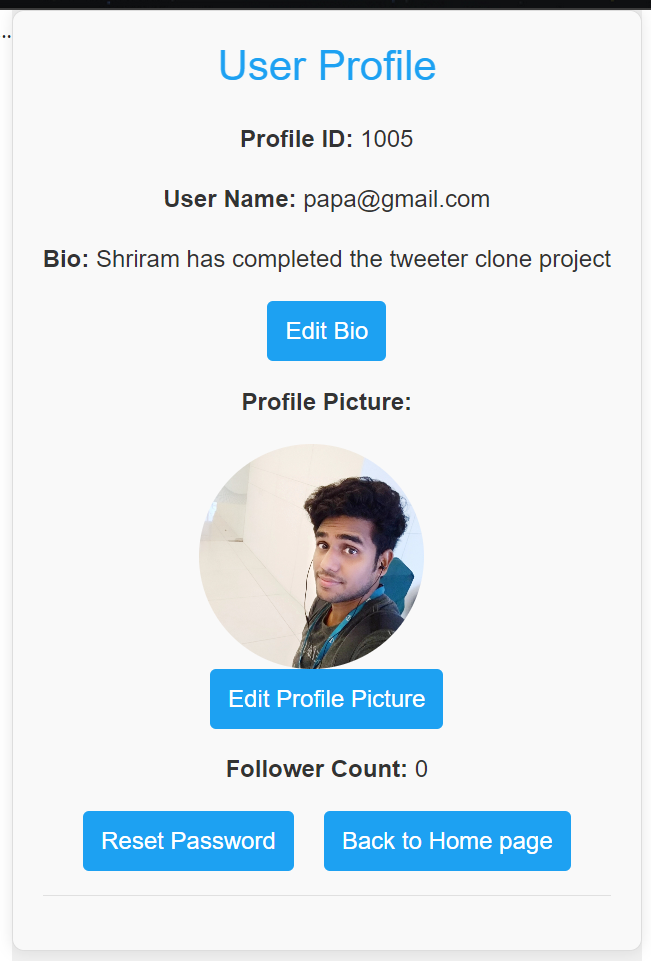 User Profile
Profile ID: 1005
User Name: papa@gmail.com
Bio: Shriram has completed the tweeter clone project
Edit Bio
Profile Picture:
Edit Profile Picture
Follower Count: 0
Reset Password
Back to Home page